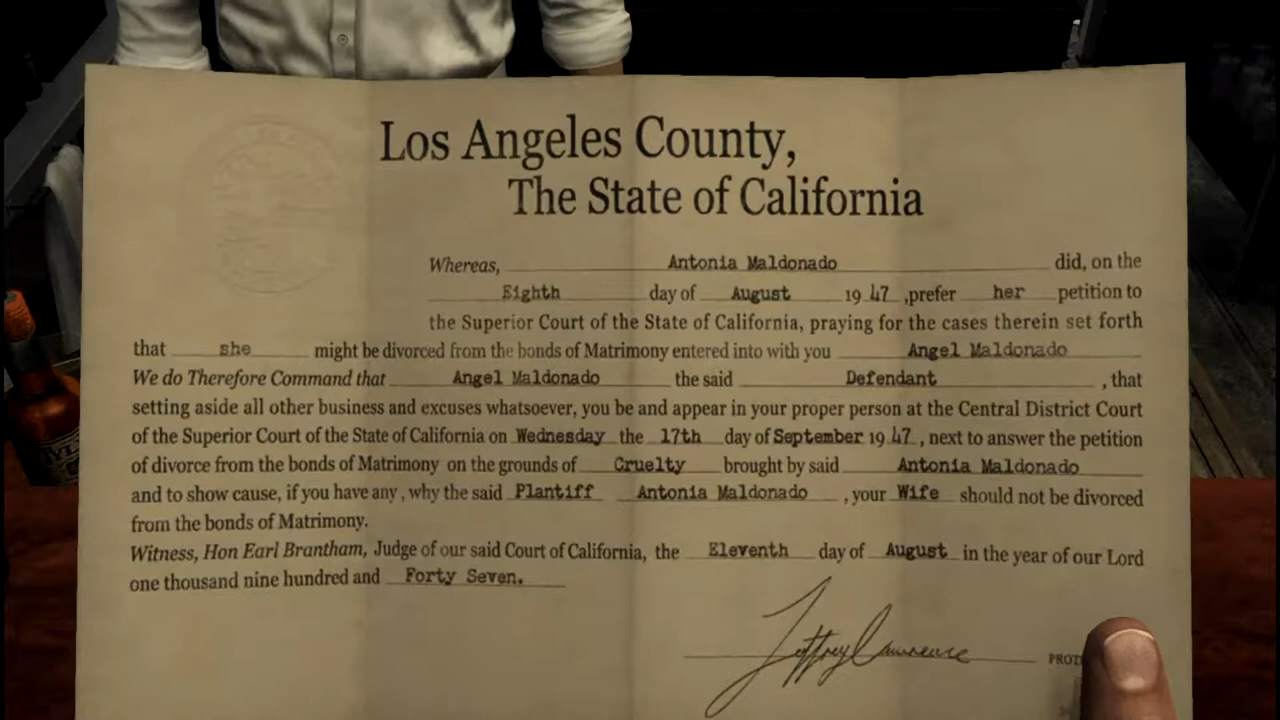 Los Angeles County,
The State of California
Whereas, Antonia Maldonado did, on the
Eighth day of August 19 47 ,prefer her petition to
the Superior Court of the State of California, praying for the cases therein set forth
that she might be divorced from the bonds of Matrimony entered into with you Angel Maldonado
We do Therefore Command that Angel Maldonado the said Defendant , that
setting aside all other business and excuses whatsoever, you be and appear in your proper person at the Central District Court
of the Superior Court of the State of California on Wednesday the 17th day of September 19 47 , next to answer the petition
of divorce from the bonds of Matrimony on the grounds of Cruelty brought by said Antonia Maldonado
and to show cause, if you have any , why the said Plantiff Antonia Maldonado , your Wife should not be divorced
from the bonds of Matrimony.
Witness, Hon Earl Brantham, Judge of our said Court of California, the Eleventh day of August in the year of our Lord
one thousand nine hundred and Forty Seven.
Jeffrey Lawrence